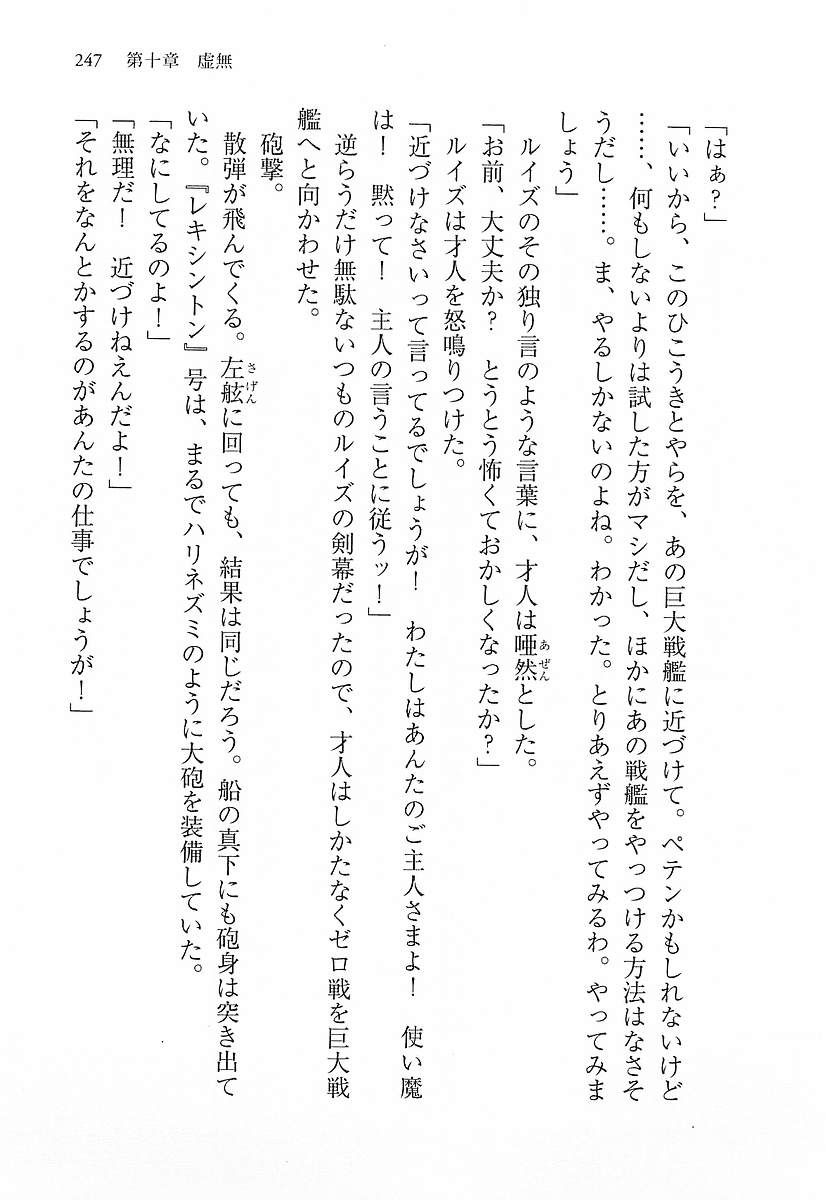 247　第十章　虚無
「はぁ？」
「いいから、このひこうきとやらを、あの巨大戦艦に近づけて。ペテンかもしれないけど
……、何もしないよりは試した方がマシだし、ほかにあの戦艦をやっつける方法はなさそ
うだし……。ま、やるしかないのよね。わかった。とりあえずやってみるわ。やってみま
しょう」
　ルイズのその独り言のような言葉に、才人は唖然とした。
「お前、大丈夫か？　とうとう怖くておかしくなったか？」
　ルイズは才人を怒鳴りつけた。
「近づけなさいって言ってるでしょうが！　わたしはあんたのご主人さまよ！　使い魔
は！　黙って！　主人の言うことに従うッ！」
　逆らうだけ無駄ないつものルイズの剣幕だったので、才人はしかたなくゼロ戦を巨大戦
艦へと向かわせた。
　砲撃。
　散弾が飛んでくる。左舷に回っても、結果は同じだろう。船の真下にも砲身は突き出て
いた。『レキシントン』号は、まるでハリネズミのように大砲を装備していた。
「なにしてるのよ！」
「無理だ！　近づけねえんだよ！」
「それをなんとかするのがあんたの仕事でしょうが！」